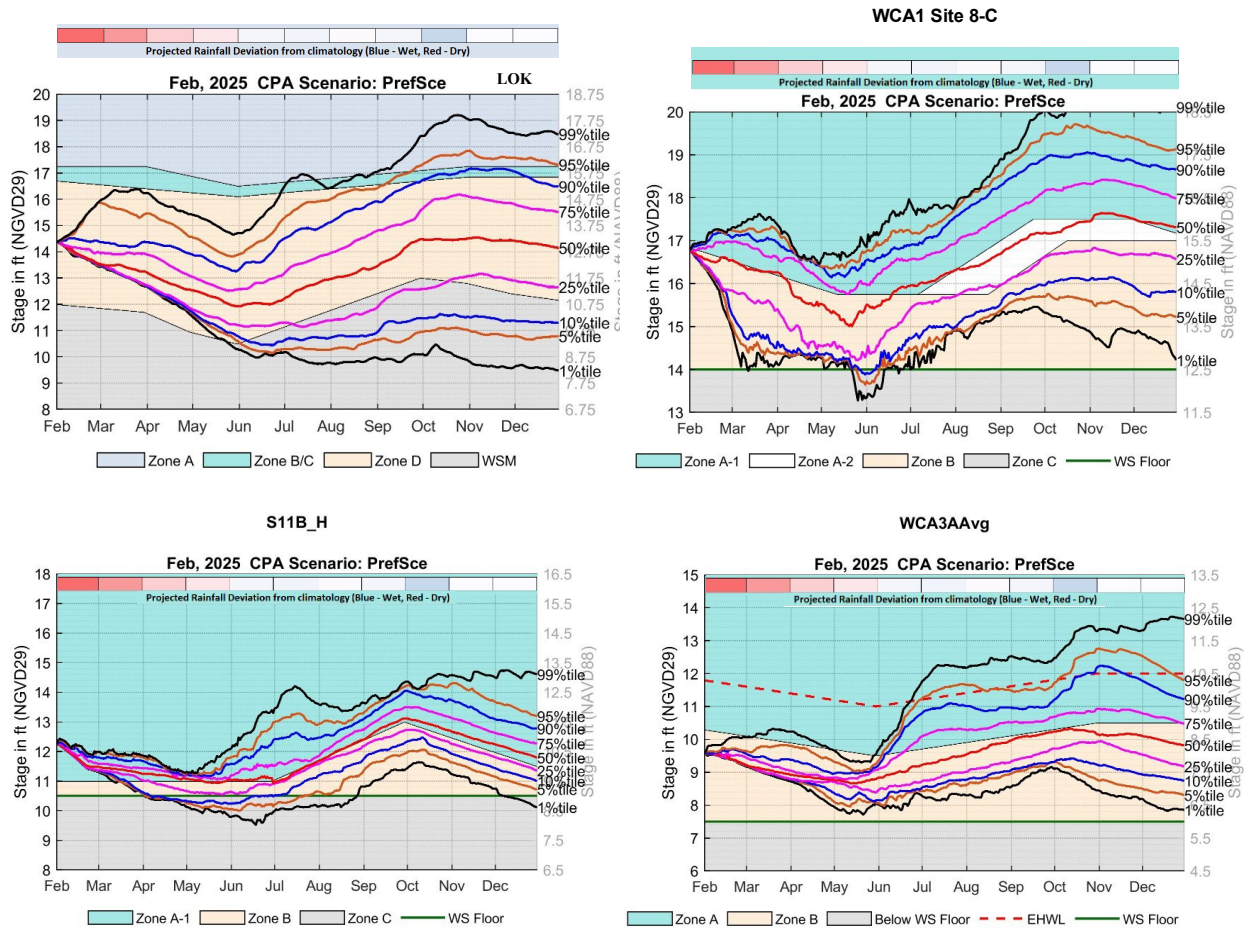 Projected Rainfall Deviation from climatology (Blue - Wet, Red - Dry)
Feb, 2025 CPA Scenario: PrefSce
LOK
Stage in ft (NGVD29)
20
19
18
17
16
15
14
13
12
11
10
9
8
18.75
17.75
16.75
14.75
13.75
11.75
10.75
8.75
7.75
6.75
99%tile
95%tile
90%tile
75%tile
50%tile
25%tile
10%tile
5%tile
1%tile
Feb Mar Apr May Jun Jul Aug Sep Oct Nov Dec
Zone A Zone B/C Zone D WSM
WCA1 Site 8-C
Projected Rainfall Deviation from climatology (Blue - Wet, Red - Dry)
Feb, 2025 CPA Scenario: PrefSce
Stage in ft (NGVD29)
20
19
18
17
16
15
14
13
99%tile
95%tile
90%tile
75%tile
50%tile
25%tile
10%tile
5%tile
1%tile
17.5
15.5
14.5
13.5
12.5
11.5
Stage in ft (NAVD88)
Feb Mar Apr May Jun Jul Aug Sep Oct Nov Dec
Zone A-1 Zone A-2 Zone B Zone C WS Floor
S11B_H
Feb, 2025 CPA Scenario: PrefSce
Projected Rainfall Deviation from climatology (Blue - Wet, Red - Dry)
Stage in ft (NGVD29)
18
17
16
15
14
13
12
11
10
9
8
16.5
15.5
14.5
13.5
12.5
8.5
7.5
6.5
99%tile
95%tile
90%tile
75%tile
50%tile
25%tile
10%tile
5%tile
1%tile
Stage in ft (NAVD88)
Feb Mar Apr May Jun Jul Aug Sep Oct Nov Dec
Zone A-1 Zone B Zone C WS Floor
WCA3AAvg
Feb, 2025 CPA Scenario: PrefSce
Projected Rainfall Deviation from climatology (Blue - Wet, Red - Dry)
Stage in ft (NGVD29)
15
14
13
12
11
10
9
8
7
6
13.5
12.5
11.5
10.5
9.5
8.5
6.5
5.5
4.5
99%tile
95%tile
90%tile
75%tile
50%tile
25%tile
10%tile
5%tile
1%tile
Stage in ft (NAVD88)
Feb Mar Apr May Jun Jul Aug Sep Oct Nov Dec
Zone A Zone B Below WS Floor EHWL WS Floor